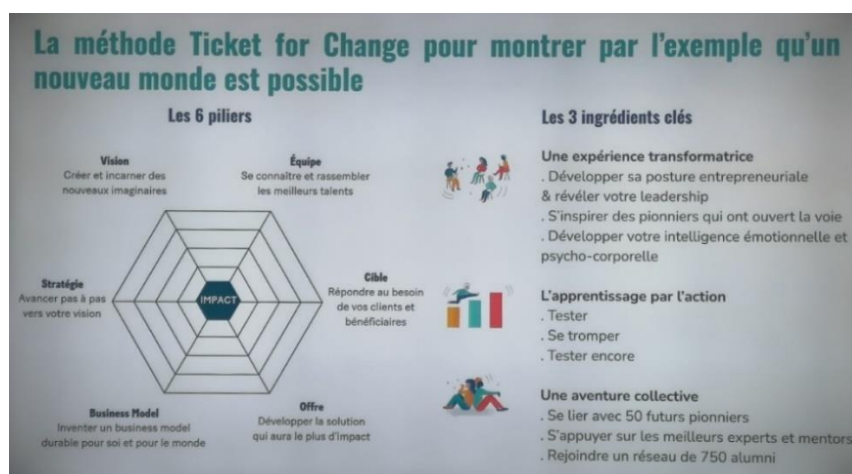 La méthode Ticket for Change pour montrer par l'exemple qu'un
nouveau monde est possible
Les 6 piliers
Vision
Créer et incarner des
nouveaux imaginaires
Équipe
Se connaître et rassembler
les meilleurs talents
Stratégie
Avancer pas à pas
vers votre vision
IMPACT
Cible
Répondre au besoin
de vos clients et
bénéficiaires
Business Model
Inventer un business model
durable pour soi et pour le monde
Offre
Développer la solution
qui aura le plus d'impact
Les 3 ingrédients clés
Une expérience transformatrice
. Développer sa posture entrepreneuriale
& révéler votre leadership
. S'inspirer des pionniers qui ont ouvert la voie
. Développer votre intelligence émotionnelle et
psycho-corporelle
L'apprentissage par l'action
. Tester
. Se tromper
. Tester encore
Une aventure collective
. Se lier avec 50 futurs pionniers
. S'appuyer sur les meilleurs experts et mentors
. Rejoindre un réseau de 750 alumni